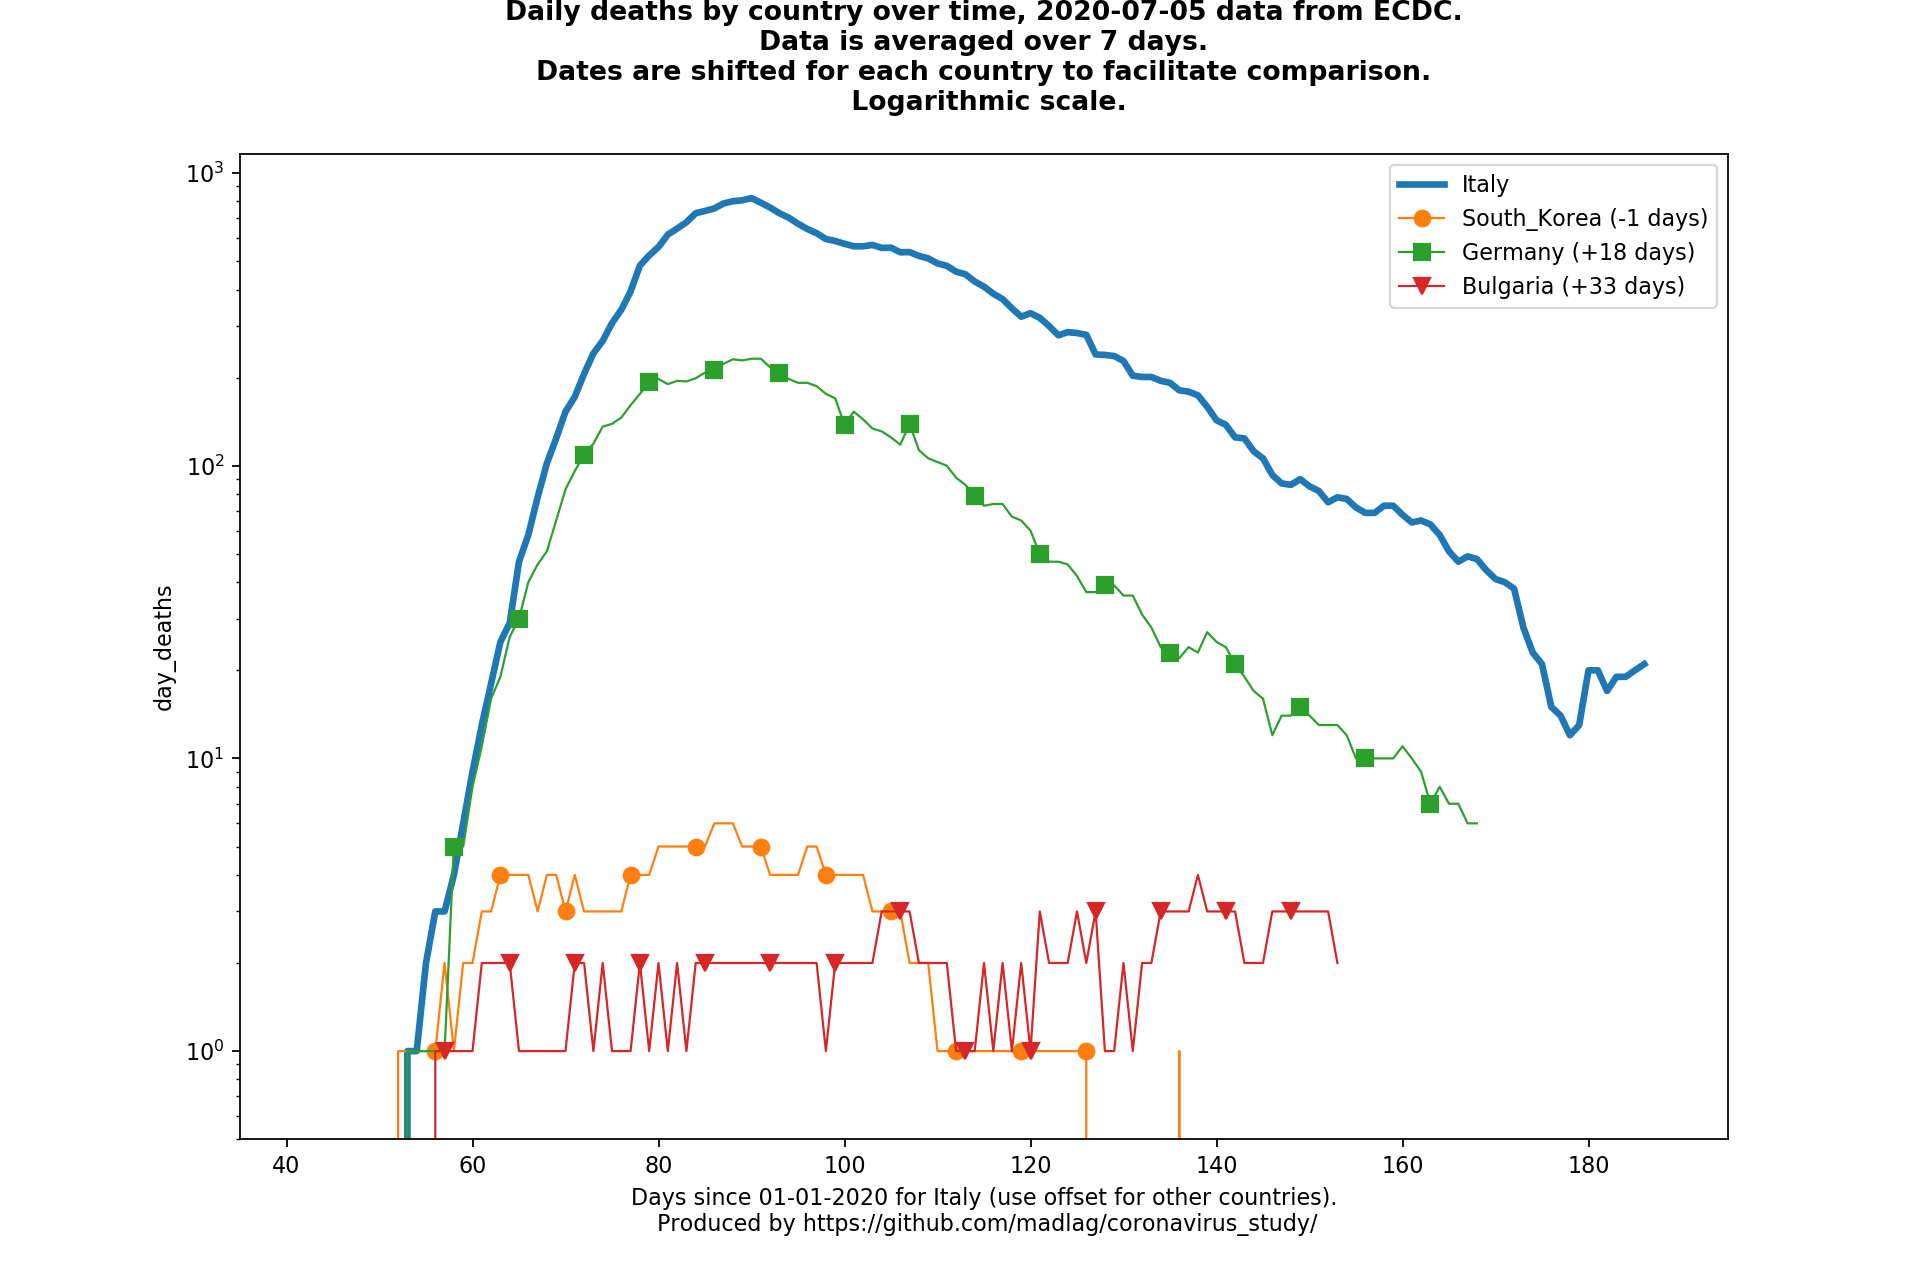 Daily deaths by country over time, 2020-07-05 data from ECDC.
Data is averaged over 7 days.
Dates are shifted for each country to facilitate comparison.
Logarithmic scale.
10³
10²
10¹
10⁰
day_deaths
Italy
South_Korea (-1 days)
Germany (+18 days)
Bulgaria (+33 days)
40 60 80 100 120 140 160 180
Days since 01-01-2020 for Italy (use offset for other countries).
Produced by https://github.com/madlag/coronavirus_study/